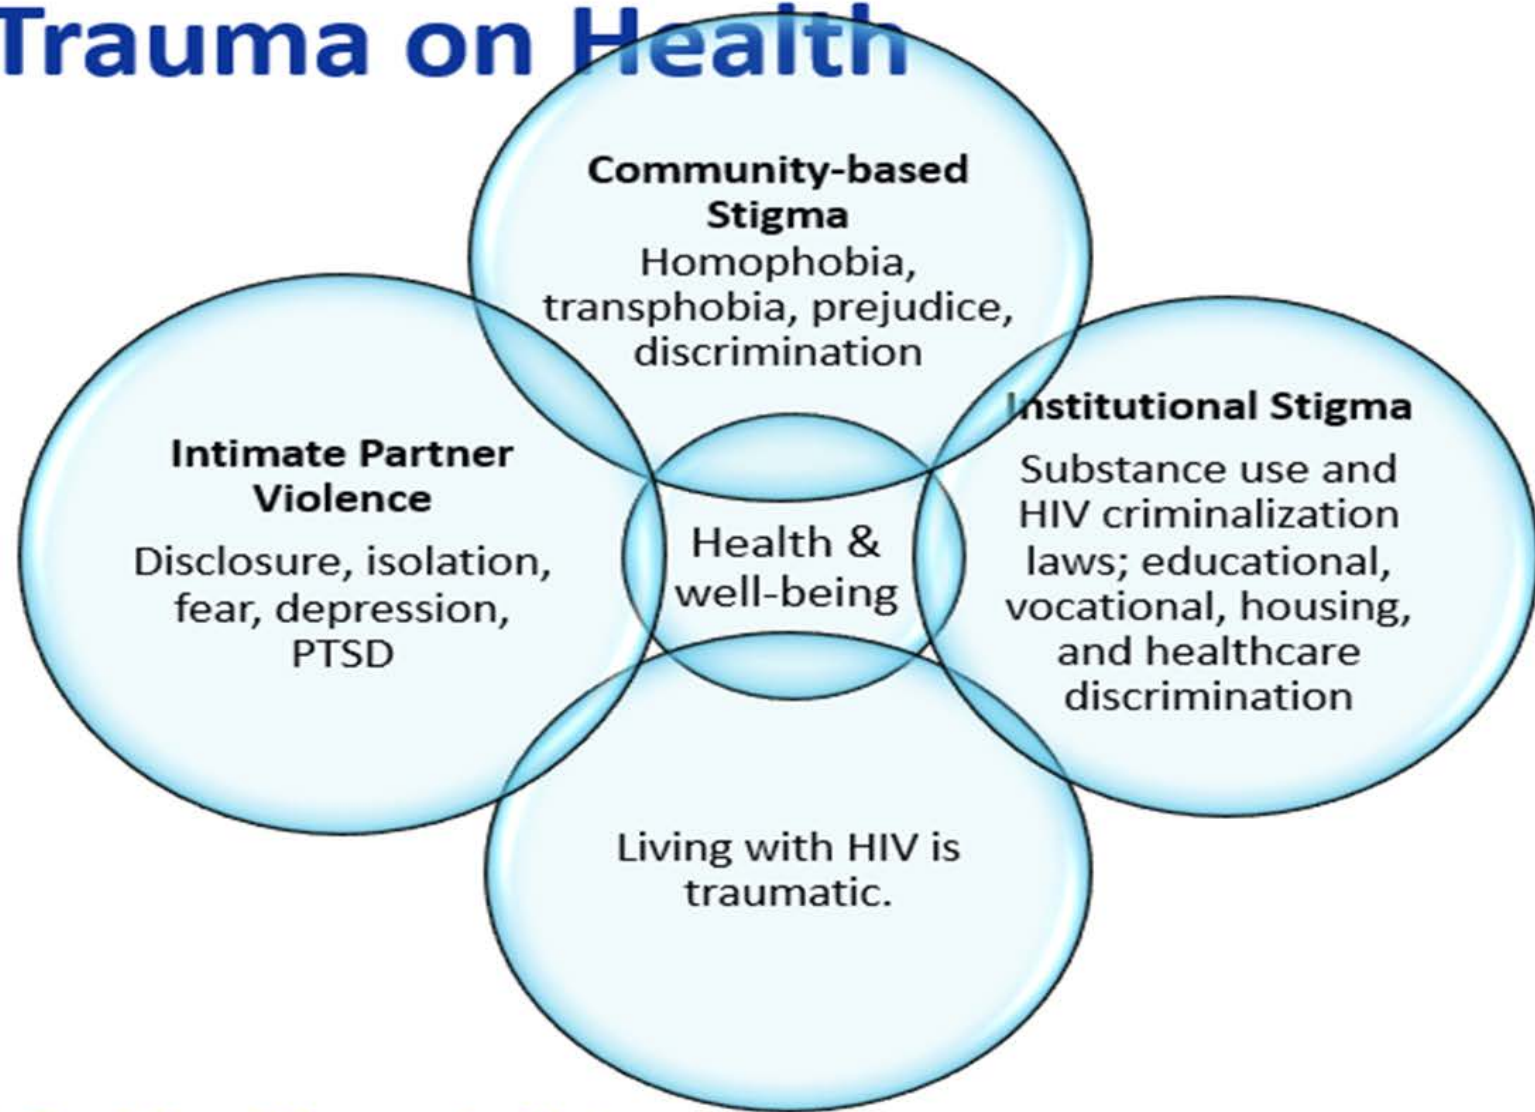 Trauma on Health
Community-based
Stigma
Homophobia,
transphobia, prejudice,
discrimination
Intimate Partner
Violence
Disclosure, isolation,
fear, depression,
PTSD
Health &
well-being
Institutional Stigma
Substance use and
HIV criminalization
laws; educational,
vocational, housing,
and healthcare
discrimination
Living with HIV is
traumatic.